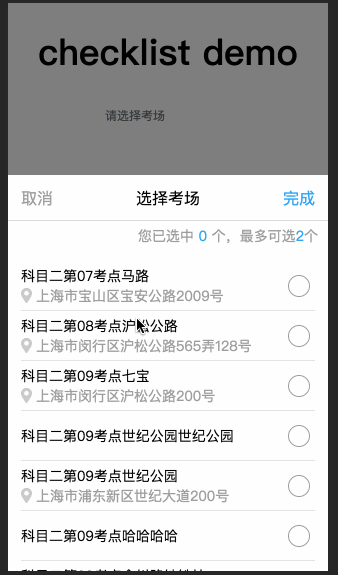 checklist demo
请选择考场
取消 选择考场 完成
您已选中 0 个，最多可选2个
科目二第07考点马路
上海市宝山区宝安公路2009号
科目二第08考点沪松公路
上海市闵行区沪松公路565弄128号
科目二第09考点七宝
上海市闵行区沪松公路200号
科目二第09考点世纪公园世纪公园
科目二第09考点世纪公园
上海市浦东新区世纪大道200号
科目二第09考点哈哈哈哈